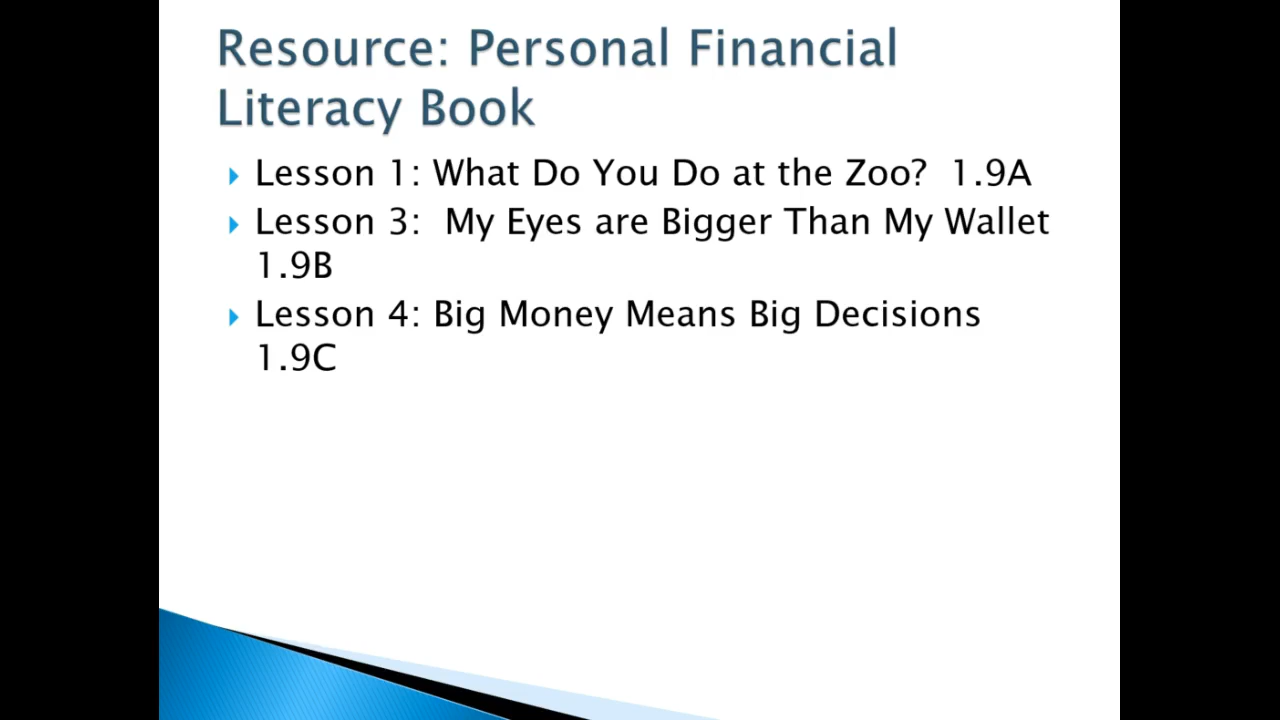 Resource: Personal Financial
Literacy Book
Lesson 1: What Do You Do at the Zoo?  1.9A
Lesson 3:  My Eyes are Bigger Than My Wallet
1.9B
Lesson 4: Big Money Means Big Decisions
1.9C